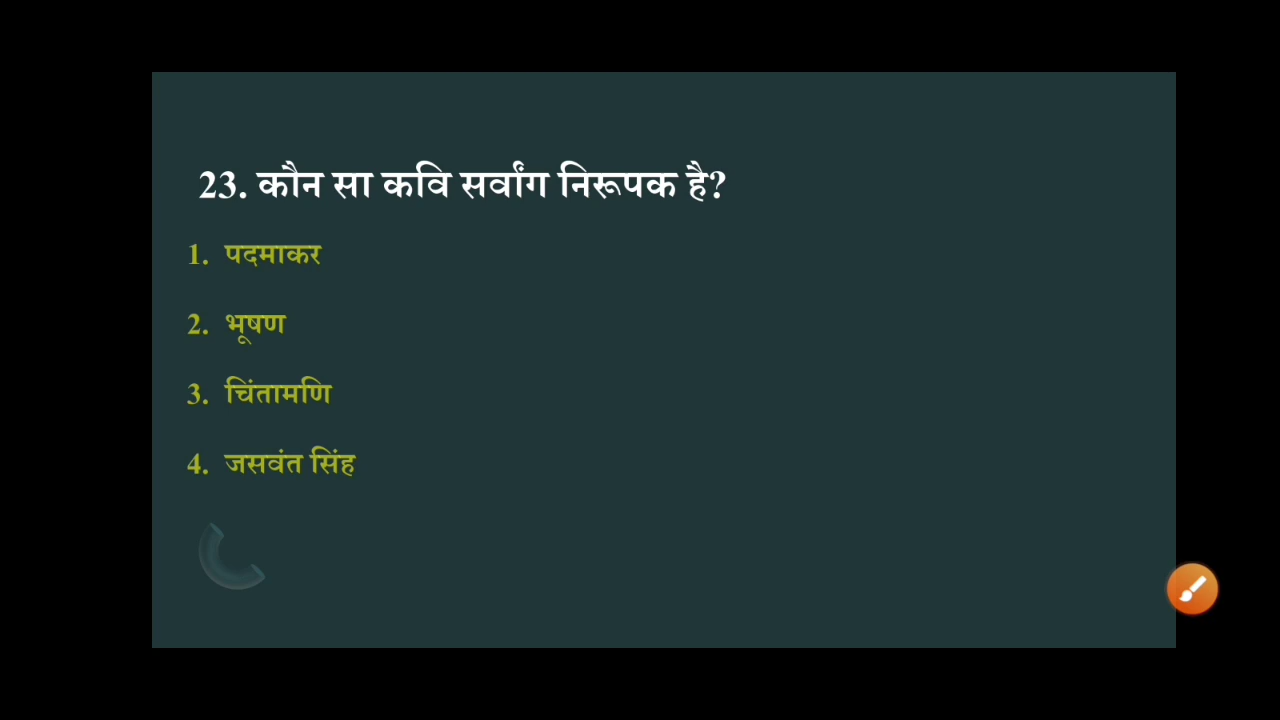 23. कौन सा कवि सर्वांग निरूपक है?
1. पदमाकर
2. भूषण
3. चिंतामणि
4. जसवंत सिंह